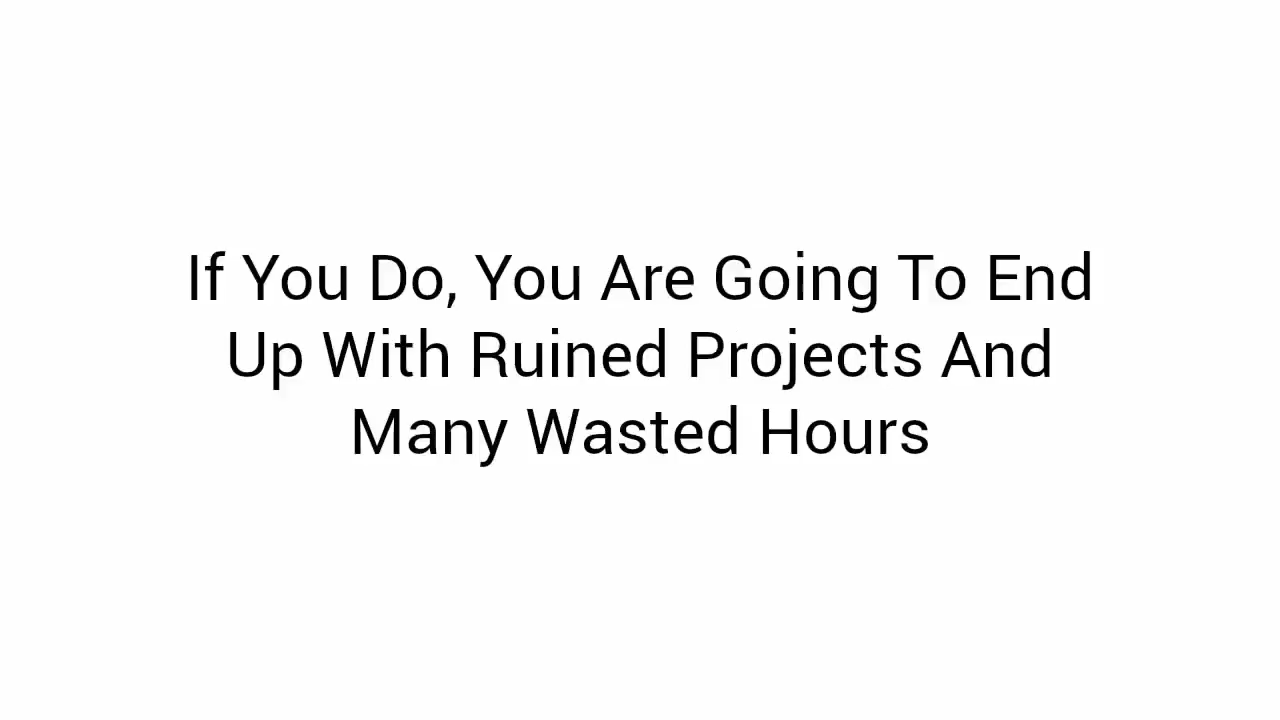 If You Do, You Are Going To End
Up With Ruined Projects And
Many Wasted Hours